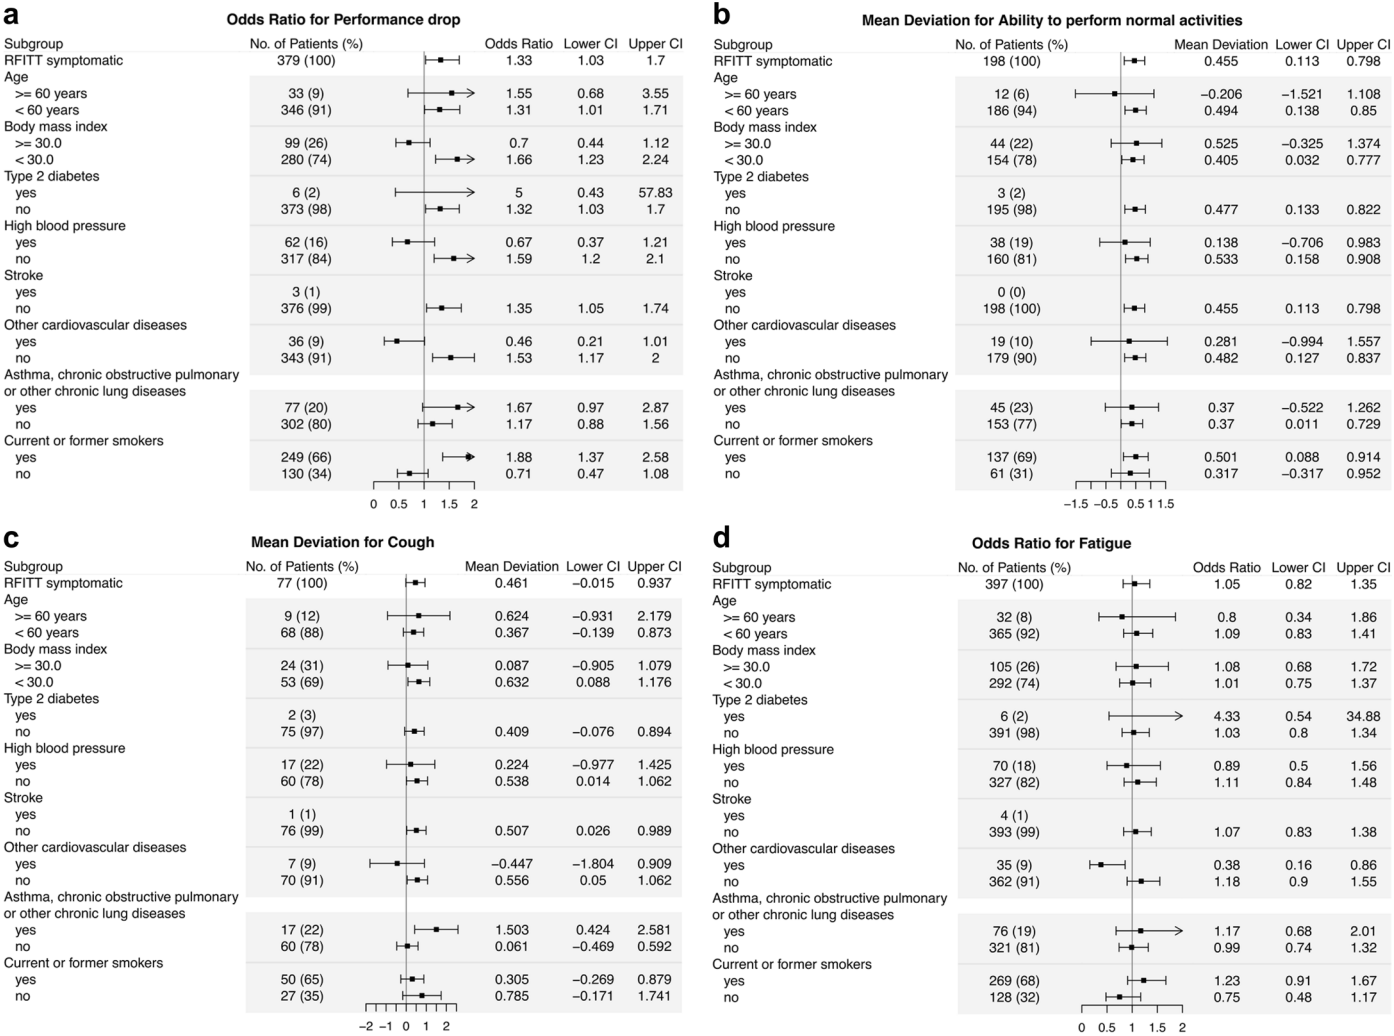 a
Odds Ratio for Performance drop
Subgroup No. of Patients (%) Odds Ratio Lower CI Upper CI
RFITT symptomatic 379 (100) 1.33 1.03 1.7
Age
>= 60 years 33 (9) 1.55 0.68 3.55
< 60 years 346 (91) 1.31 1.01 1.71
Body mass index
>= 30.0 99 (26) 0.7 0.44 1.12
< 30.0 280 (74) 1.66 1.23 2.24
Type 2 diabetes
yes 6 (2) 5 0.43 57.83
no 373 (98) 1.32 1.03 1.7
High blood pressure
yes 62 (16) 0.67 0.37 1.21
no 317 (84) 1.59 1.2 2.1
Stroke
yes 3 (1)
no 376 (99) 1.35 1.05 1.74
Other cardiovascular diseases
yes 36 (9) 0.46 0.21 1.01
no 343 (91) 1.53 1.17 2
Asthma, chronic obstructive pulmonary
or other chronic lung diseases
yes 77 (20) 1.67 0.97 2.87
no 302 (80) 1.17 0.88 1.56
Current or former smokers
yes 249 (66) 1.88 1.37 2.58
no 130 (34) 0.71 0.47 1.08
0 0.5 1 1.5 2
b
Mean Deviation for Ability to perform normal activities
Subgroup No. of Patients (%) Mean Deviation Lower CI Upper CI
RFITT symptomatic 198 (100) 0.455 0.113 0.798
Age
>= 60 years 12 (6) −0.206 −1.521 1.108
< 60 years 186 (94) 0.494 0.138 0.85
Body mass index
>= 30.0 44 (22) 0.525 −0.325 1.374
< 30.0 154 (78) 0.405 0.032 0.777
Type 2 diabetes
yes 3 (2)
no 195 (98) 0.477 0.133 0.822
High blood pressure
yes 38 (19) 0.138 −0.706 0.983
no 160 (81) 0.533 0.158 0.908
Stroke
yes 0 (0)
no 198 (100) 0.455 0.113 0.798
Other cardiovascular diseases
yes 19 (10) 0.281 −0.994 1.557
no 179 (90) 0.482 0.127 0.837
Asthma, chronic obstructive pulmonary
or other chronic lung diseases
yes 45 (23) 0.37 −0.522 1.262
no 153 (77) 0.37 0.011 0.729
Current or former smokers
yes 137 (69) 0.501 0.088 0.914
no 61 (31) 0.317 −0.317 0.952
−1.5 −0.5 0.5 1 1.5
c
Mean Deviation for Cough
Subgroup No. of Patients (%) Mean Deviation Lower CI Upper CI
RFITT symptomatic 77 (100) 0.461 −0.015 0.937
Age
>= 60 years 9 (12) 0.624 −0.931 2.179
< 60 years 68 (88) 0.367 −0.139 0.873
Body mass index
>= 30.0 24 (31) 0.087 −0.905 1.079
< 30.0 53 (69) 0.632 0.088 1.176
Type 2 diabetes
yes 2 (3)
no 75 (97) 0.409 −0.076 0.894
High blood pressure
yes 17 (22) 0.224 −0.977 1.425
no 60 (78) 0.538 0.014 1.062
Stroke
yes 1 (1)
no 76 (99) 0.507 0.026 0.989
Other cardiovascular diseases
yes 7 (9) −0.447 −1.804 0.909
no 70 (91) 0.556 0.05 1.062
Asthma, chronic obstructive pulmonary
or other chronic lung diseases
yes 17 (22) 1.503 0.424 2.581
no 60 (78) 0.061 −0.469 0.592
Current or former smokers
yes 50 (65) 0.305 −0.269 0.879
no 27 (35) 0.785 −0.171 1.741
−2 −1 0 1 2
d
Odds Ratio for Fatigue
Subgroup No. of Patients (%) Odds Ratio Lower CI Upper CI
RFITT symptomatic 397 (100) 1.05 0.82 1.35
Age
>= 60 years 32 (8) 0.8 0.34 1.86
< 60 years 365 (92) 1.09 0.83 1.41
Body mass index
>= 30.0 105 (26) 1.08 0.68 1.72
< 30.0 292 (74) 1.01 0.75 1.37
Type 2 diabetes
yes 6 (2) 4.33 0.54 34.88
no 391 (98) 1.03 0.8 1.34
High blood pressure
yes 70 (18) 0.89 0.5 1.56
no 327 (82) 1.11 0.84 1.48
Stroke
yes 4 (1)
no 393 (99) 1.07 0.83 1.38
Other cardiovascular diseases
yes 35 (9) 0.38 0.16 0.86
no 362 (91) 1.18 0.9 1.55
Asthma, chronic obstructive pulmonary
or other chronic lung diseases
yes 76 (19) 1.17 0.68 2.01
no 321 (81) 0.99 0.74 1.32
Current or former smokers
yes 269 (68) 1.23 0.91 1.67
no 128 (32) 0.75 0.48 1.17
0 0.5 1 1.5 2